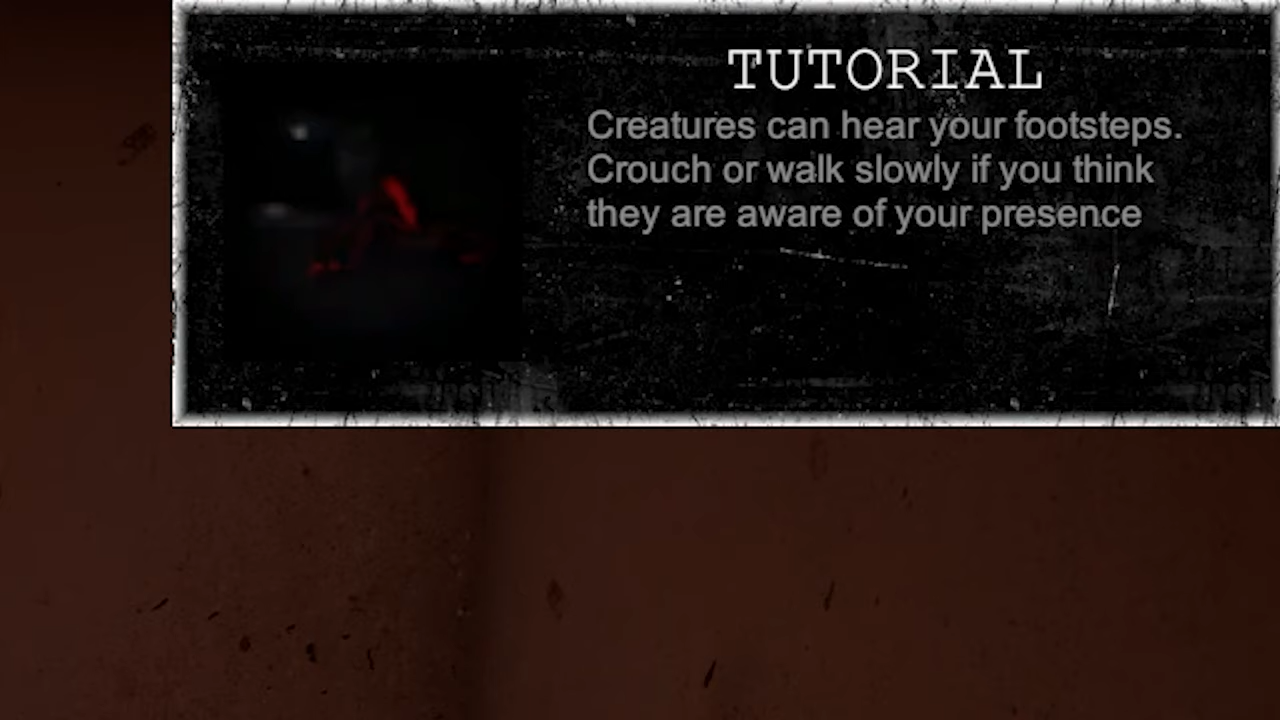 TUTORIAL
Creatures can hear your footsteps.
Crouch or walk slowly if you think
they are aware of your presence